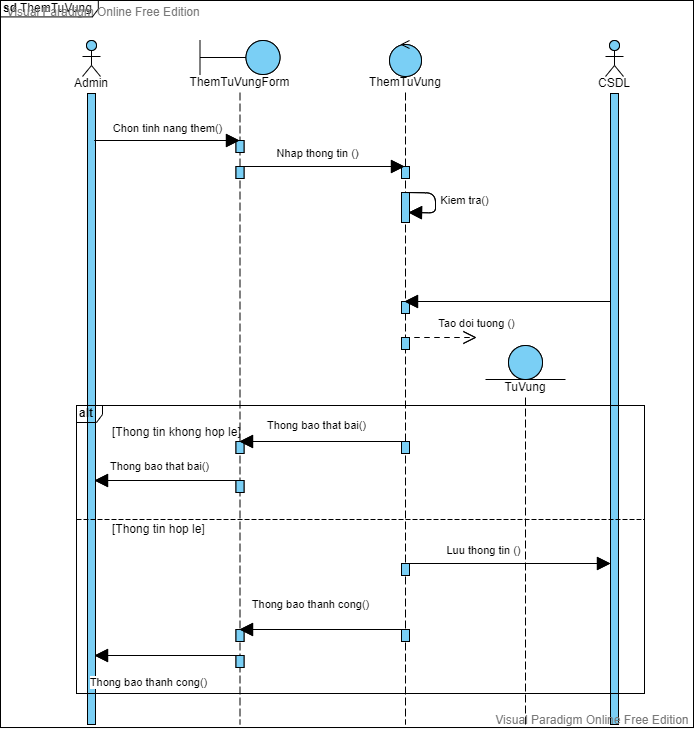 sd ThemTuVung
Visual Paradigm Online Free Edition
Admin
ThemTuVungForm
ThemTuVung
CSDL
Chon tinh nang them()
Nhap thong tin ()
Kiem tra()
Tao doi tuong ()
TuVung
alt
[Thong tin khong hop le]
Thong bao that bai()
Thong bao that bai()
[Thong tin hop le]
Luu thong tin ()
Thong bao thanh cong()
Thong bao thanh cong()
Visual Paradigm Online Free Edition